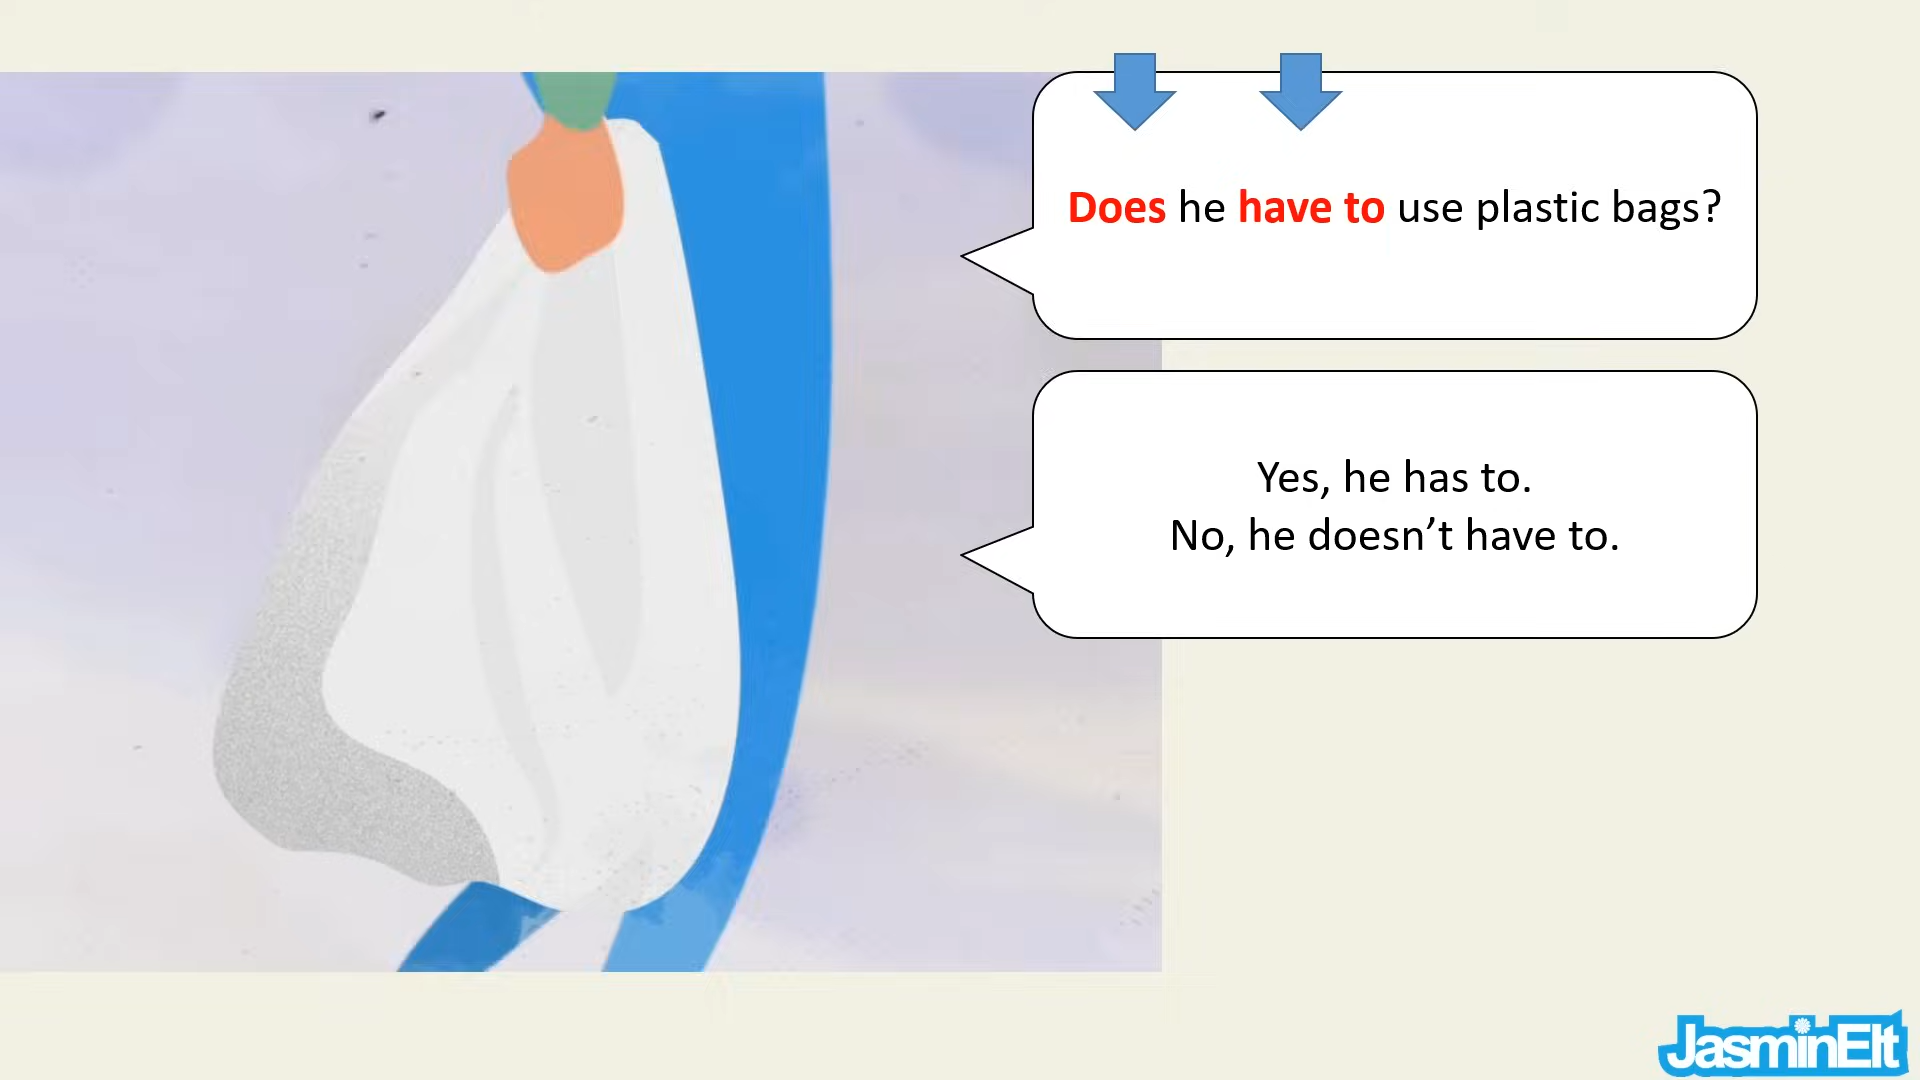 Does he have to use plastic bags?
Yes, he has to.
No, he doesn’t have to.
JasminElt